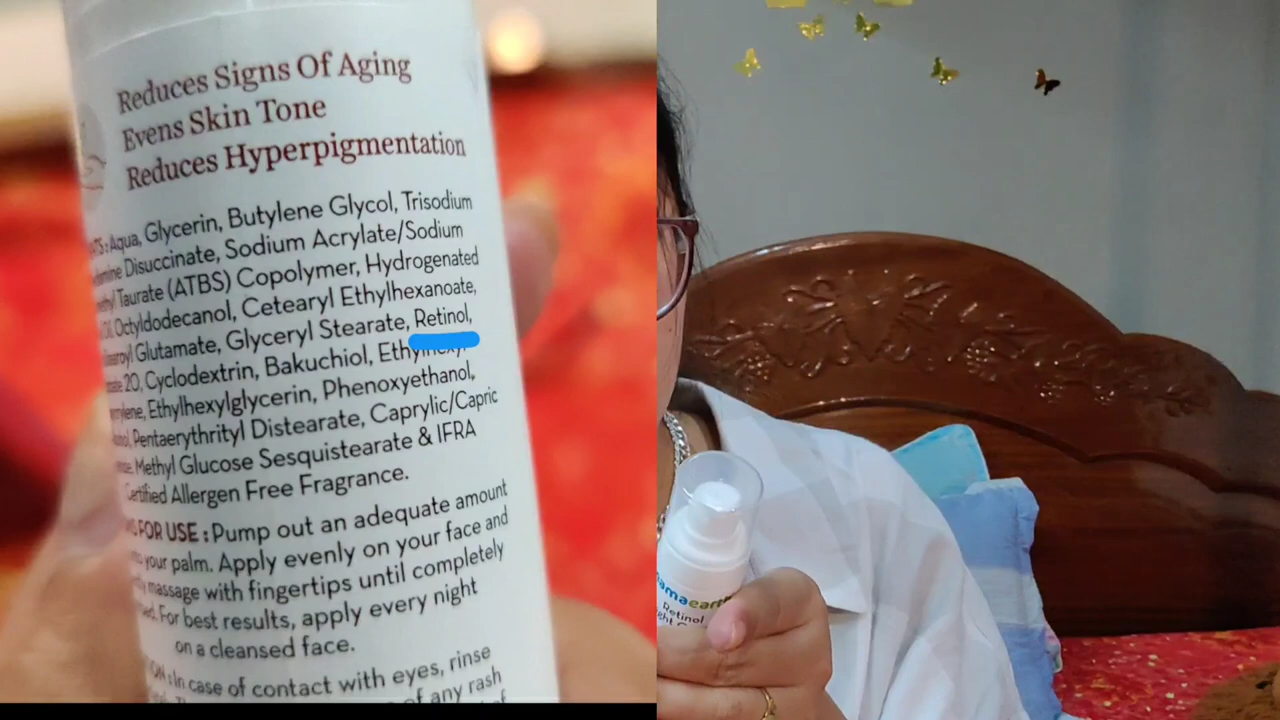 Reduces Signs Of Aging
Evens Skin Tone
Reduces Hyperpigmentation
Aqua, Glycerin, Butylene Glycol, Trisodium
Disuccinate, Sodium Acrylate/Sodium
Taurate (ATBS) Copolymer, Hydrogenated
Octyldodecanol, Cetearyl Ethylhexanoate,
Glutamate, Glyceryl Stearate, Retinol,
20, Cyclodextrin, Bakuchiol,
Ethylhexylglycerin, Phenoxyethanol,
Pentaerythrityl Distearate, Caprylic/Capric
Methyl Glucose Sesquistearate & IFRA
Certified Allergen Free Fragrance.
FOR USE : Pump out an adequate amount
your palm. Apply evenly on your face and
massage with fingertips until completely
For best results, apply every night
on a cleansed face.
In case of contact with eyes, rinse
of any rash
mamaearth
Retinol